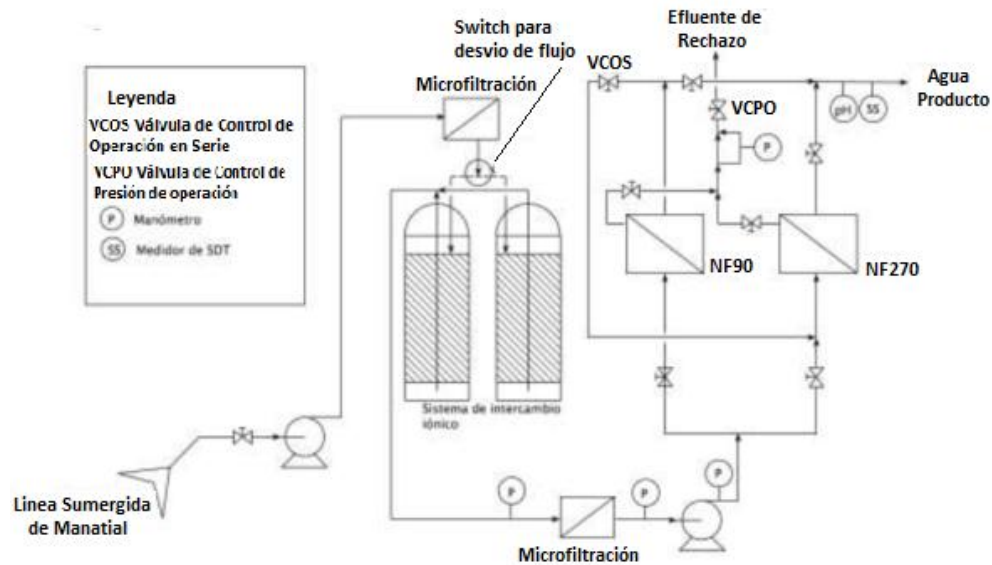 Leyenda
VCOS Válvula de Control de
Operación en Serie
VCPO Válvula de Control de
Presión de operación
P Manómetro
SS Medidor de SDT
Switch para
desvio de flujo
Microfiltración
Efluente de
Rechazo
VCOS
VCPO
Agua
Producto
pH
SS
P
NF90
NF270
Sistema de intercambio
iónico
Linea Sumergida
de Manatial
P
P
P
Microfiltración